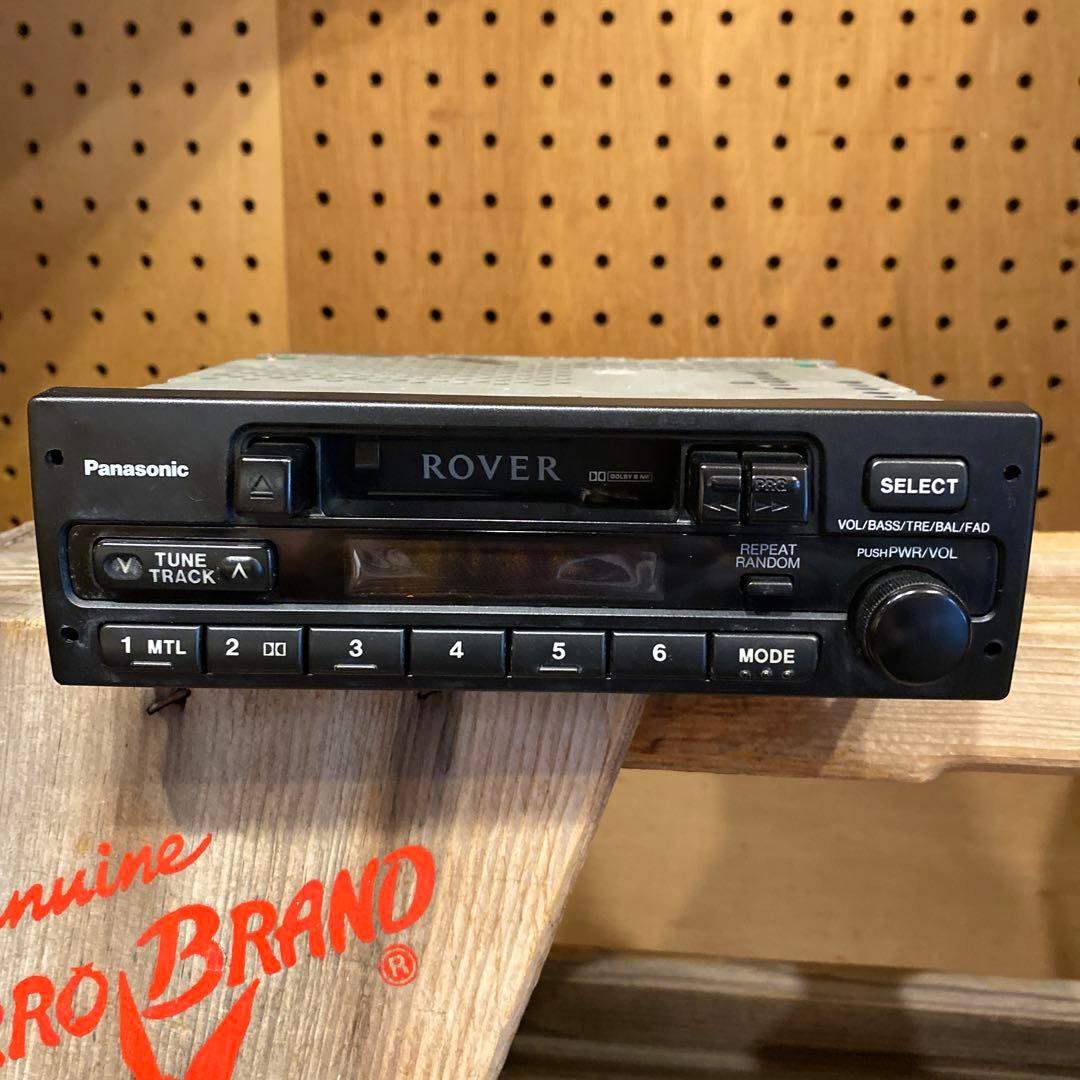 Panasonic
ROVER
DOLBY B NR
PRG
<<
>>
SELECT
VOL/BASS/TRE/BAL/FAD
TUNE
TRACK
REPEAT
RANDOM
PUSH PWR/VOL
1 MTL
2
3
4
5
6
MODE
BRAND
®